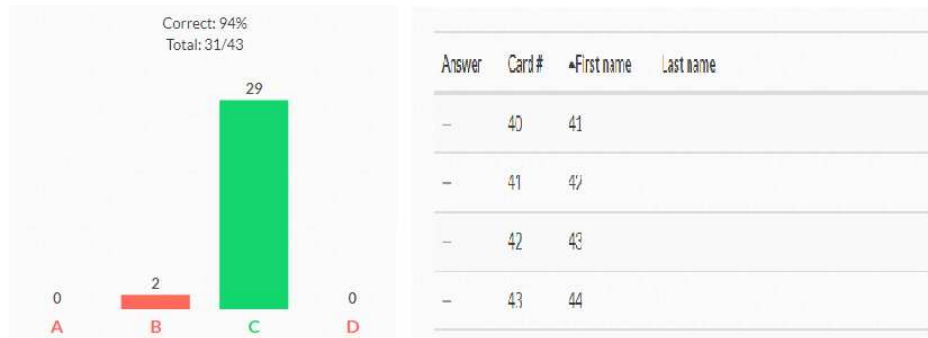 Correct: 94%
Total: 31/43
29
2
0
0
A B C D
Answer Card # ▲First name Last name
– 40 41
– 41 42
– 42 43
– 43 44